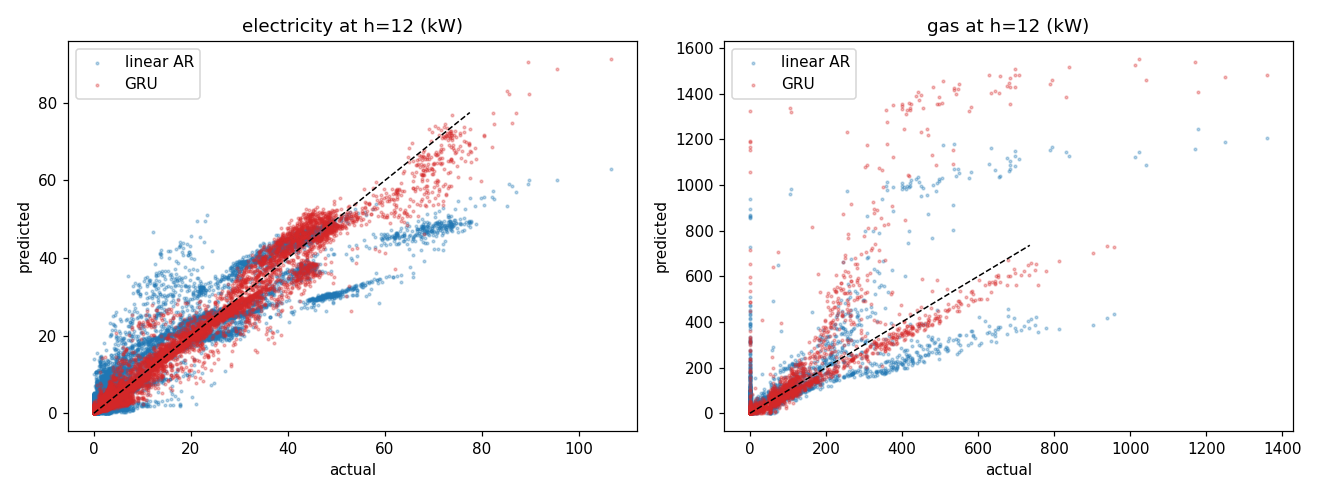 electricity at h=12 (kW)
linear AR
GRU
predicted
80
60
40
20
0
0 20 40 60 80 100
actual
gas at h=12 (kW)
linear AR
GRU
predicted
1600
1400
1200
1000
800
600
400
200
0
0 200 400 600 800 1000 1200 1400
actual